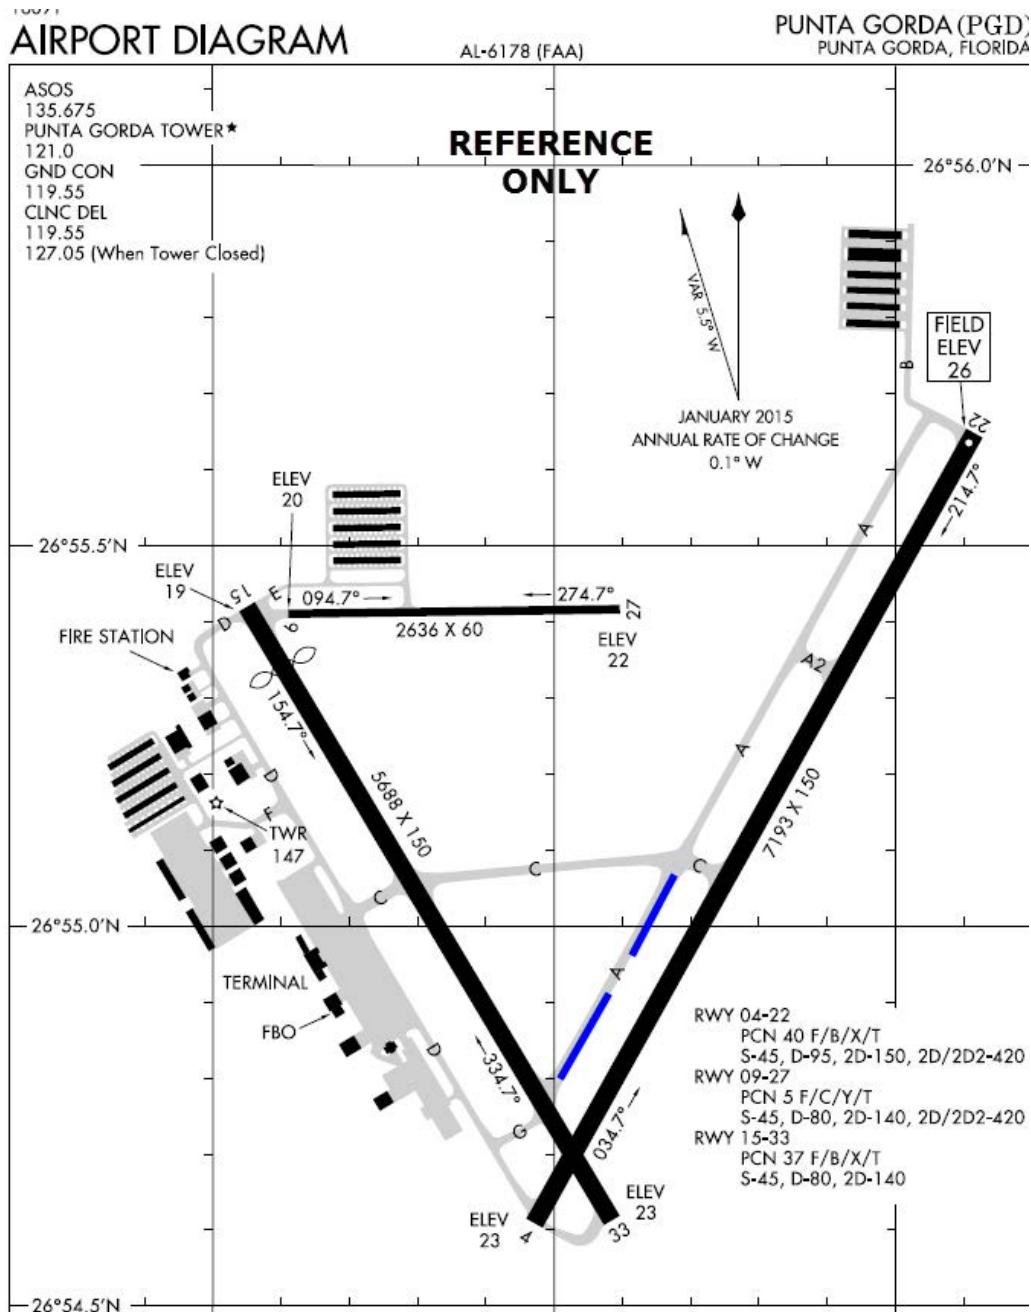 AIRPORT DIAGRAM
AL-6178 (FAA)
PUNTA GORDA (PGD)
PUNTA GORDA, FLORIDA
ASOS
135.675
PUNTA GORDA TOWER★
121.0
GND CON
119.55
CLNC DEL
119.55
127.05 (When Tower Closed)
REFERENCE
ONLY
26°56.0'N
VAR 5.5° W
JANUARY 2015
ANNUAL RATE OF CHANGE
0.1° W
B
FIELD
ELEV
26
22
214.7°
A
ELEV
20
26°55.5'N
ELEV
19
15
E
094.7°
274.7°
9
2636 X 60
27
ELEV
22
D
FIRE STATION
154.7°
A2
A
D
5688 X 150
7193 X 150
F
TWR
147
C
C
C
26°55.0'N
TERMINAL
A
FBO
D
334.7°
G
034.7°
RWY 04-22
PCN 40 F/B/X/T
S-45, D-95, 2D-150, 2D/2D2-420
RWY 09-27
PCN 5 F/C/Y/T
S-45, D-80, 2D-140, 2D/2D2-420
RWY 15-33
PCN 37 F/B/X/T
S-45, D-80, 2D-140
ELEV
23
4
33
ELEV
23
26°54.5'N